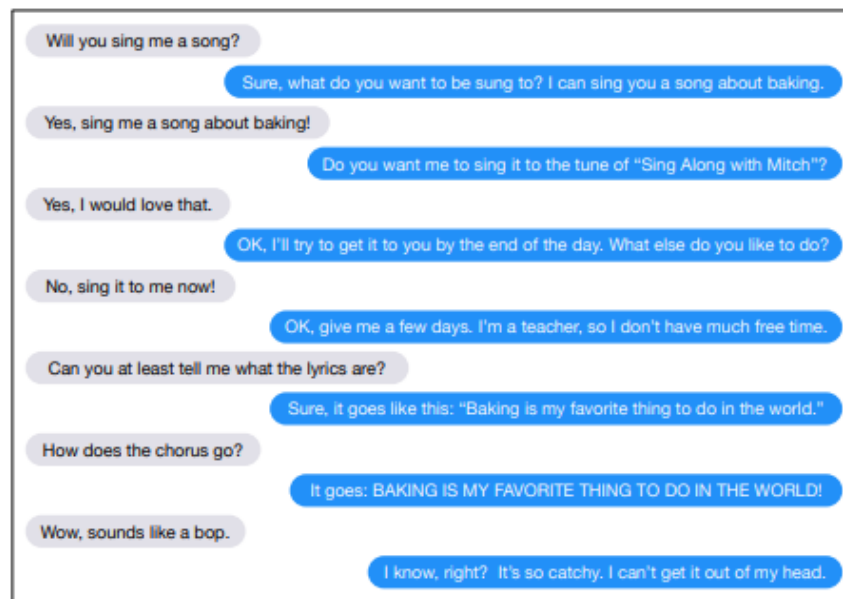 Will you sing me a song?
Sure, what do you want to be sung to? I can sing you a song about baking.
Yes, sing me a song about baking!
Do you want me to sing it to the tune of “Sing Along with Mitch”?
Yes, I would love that.
OK, I’ll try to get it to you by the end of the day. What else do you like to do?
No, sing it to me now!
OK, give me a few days. I’m a teacher, so I don’t have much free time.
Can you at least tell me what the lyrics are?
Sure, it goes like this: “Baking is my favorite thing to do in the world.”
How does the chorus go?
It goes: BAKING IS MY FAVORITE THING TO DO IN THE WORLD!
Wow, sounds like a bop.
I know, right?  It’s so catchy. I can’t get it out of my head.